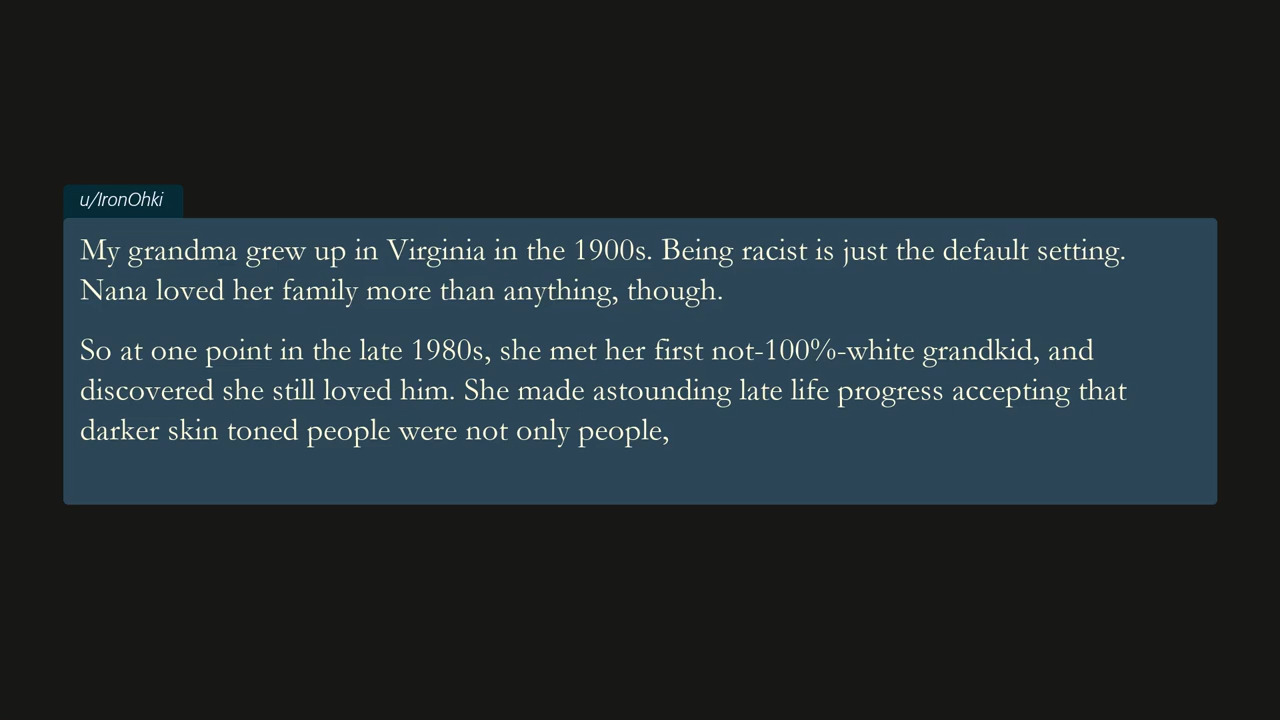 u/IronOhki
My grandma grew up in Virginia in the 1900s. Being racist is just the default setting.
Nana loved her family more than anything, though.
So at one point in the late 1980s, she met her first not-100%-white grandkid, and
discovered she still loved him. She made astounding late life progress accepting that
darker skin toned people were not only people,